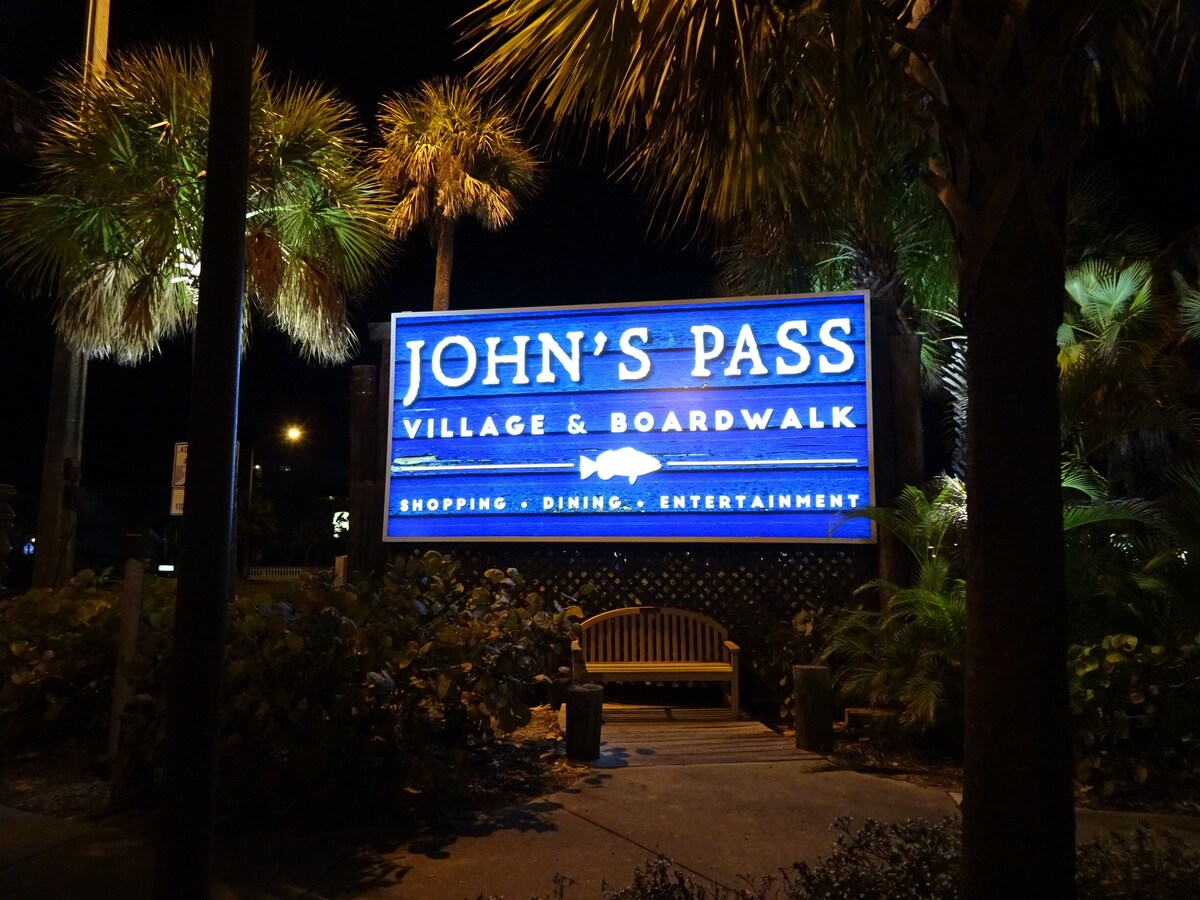 JOHN'S PASS
VILLAGE & BOARDWALK
SHOPPING • DINING • ENTERTAINMENT